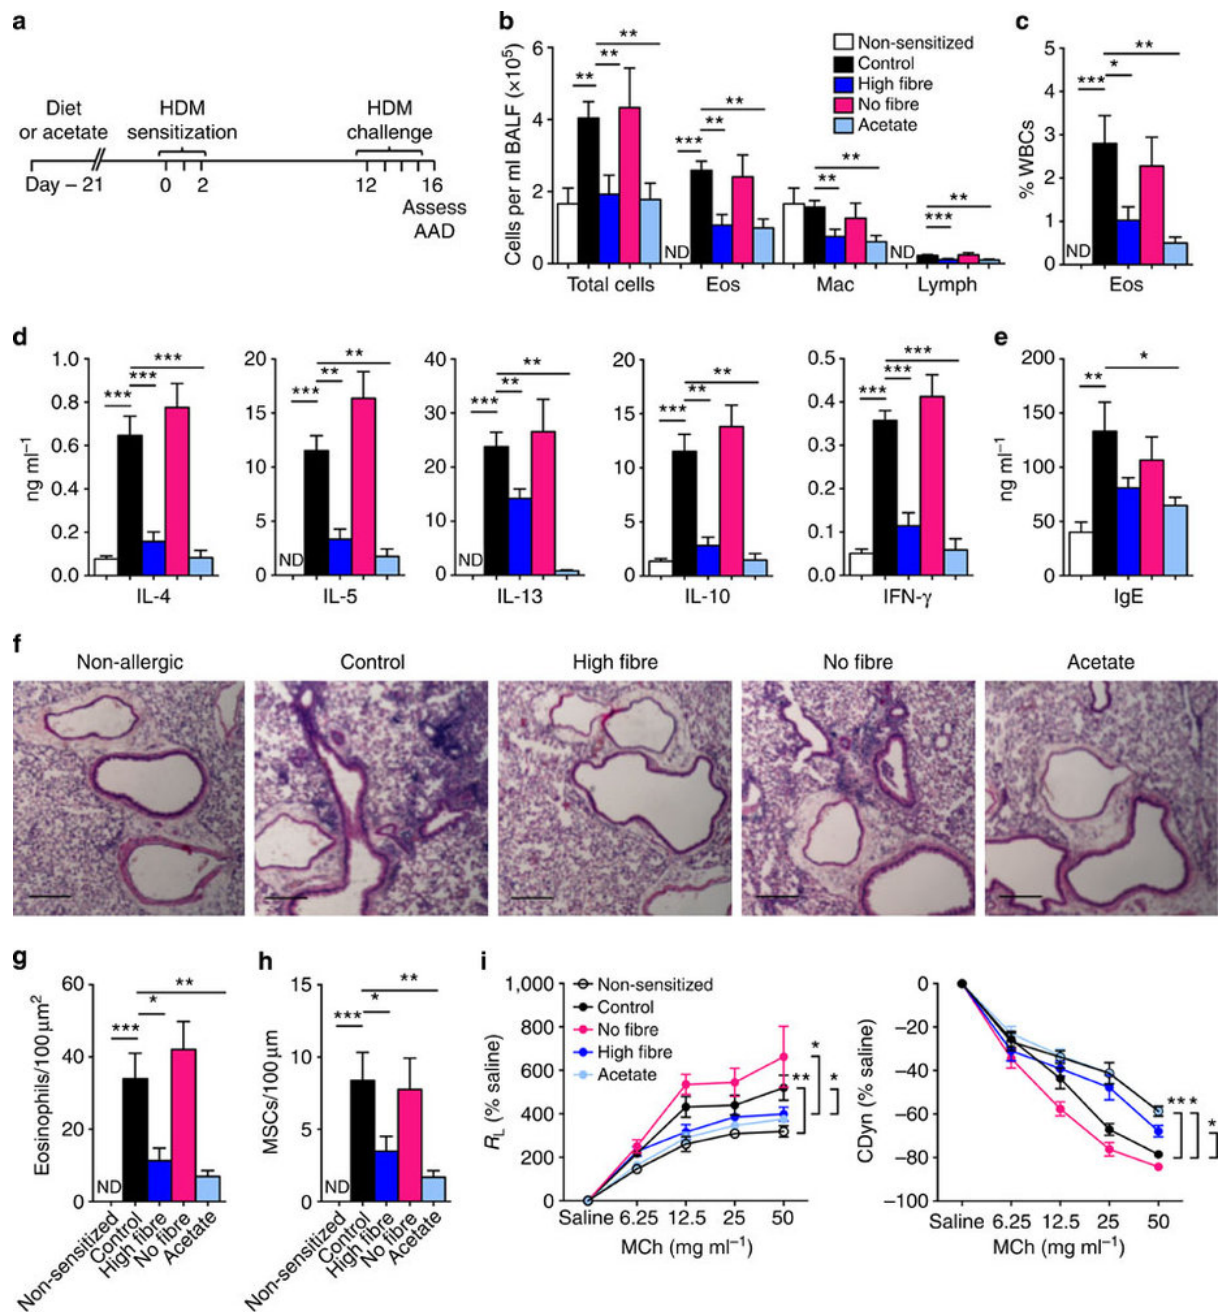 a
Diet or acetate
HDM sensitization
HDM challenge
Day – 21
0
2
12
16
Assess AAD
b
Cells per ml BALF (×10⁵)
6
4
2
0
** ** **
*** ** **
** **
*** **
ND
ND
Total cells
Eos
Mac
Lymph
Non-sensitized
Control
High fibre
No fibre
Acetate
c
% WBCs
5
4
3
2
1
0
*** * **
ND
Eos
d
ng ml⁻¹
1.0
0.8
0.6
0.4
0.2
0.0
*** *** ***
IL-4
20
15
10
5
0
*** ** **
ND
IL-5
40
30
20
10
0
*** ** **
ND
IL-13
20
15
10
5
0
*** ** **
IL-10
0.5
0.4
0.3
0.2
0.1
0.0
*** *** ***
IFN-γ
e
ng ml⁻¹
200
150
100
50
0
** *
IgE
f
Non-allergic
Control
High fibre
No fibre
Acetate
g
Eosinophils/100 μm²
60
40
20
0
*** * **
ND
Non-sensitized
Control
High fibre
No fibre
Acetate
h
MSCs/100 μm
15
10
5
0
*** * **
ND
Non-sensitized
Control
High fibre
No fibre
Acetate
i
R_L (% saline)
1,000
800
600
400
200
0
Non-sensitized
Control
No fibre
High fibre
Acetate
** * *
Saline 6.25 12.5 25 50
MCh (mg ml⁻¹)
CDyn (% saline)
0
−20
−40
−60
−80
−100
*** * *
Saline 6.25 12.5 25 50
MCh (mg ml⁻¹)